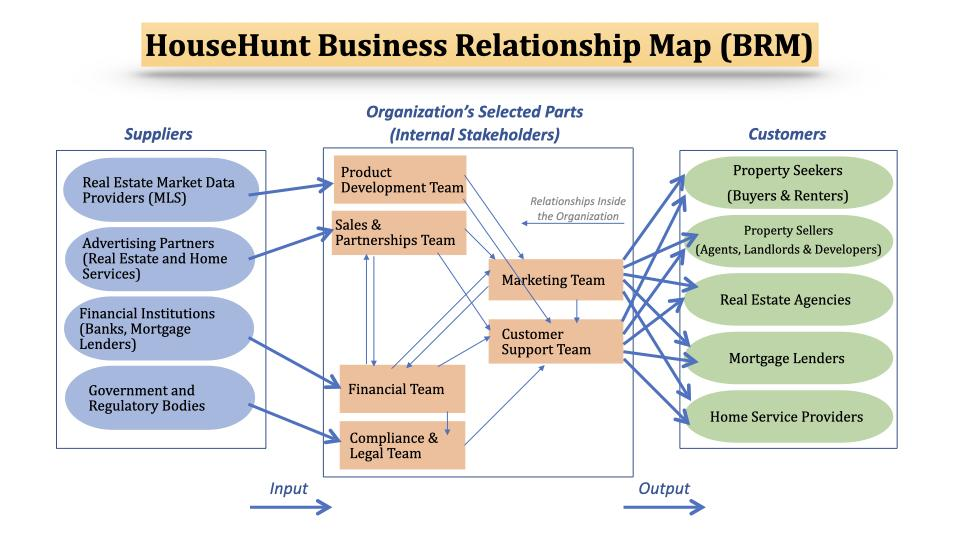 HouseHunt Business Relationship Map (BRM)
Suppliers
Real Estate Market Data
Providers (MLS)
Advertising Partners
(Real Estate and Home
Services)
Financial Institutions
(Banks, Mortgage
Lenders)
Government and
Regulatory Bodies
Input
Organization’s Selected Parts
(Internal Stakeholders)
Product
Development Team
Sales &
Partnerships Team
Relationships Inside
the Organization
Marketing Team
Customer
Support Team
Financial Team
Compliance &
Legal Team
Customers
Property Seekers
(Buyers & Renters)
Property Sellers
(Agents, Landlords & Developers)
Real Estate Agencies
Mortgage Lenders
Home Service Providers
Output